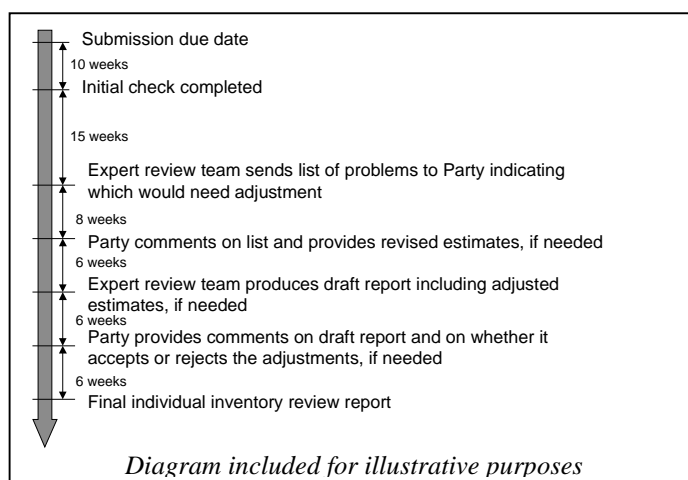 Submission due date
10 weeks
Initial check completed
15 weeks
Expert review team sends list of problems to Party indicating
which would need adjustment
8 weeks
Party comments on list and provides revised estimates, if needed
6 weeks
Expert review team produces draft report including adjusted
estimates, if needed
6 weeks
Party provides comments on draft report and on whether it
accepts or rejects the adjustments, if needed
6 weeks
Final individual inventory review report
Diagram included for illustrative purposes